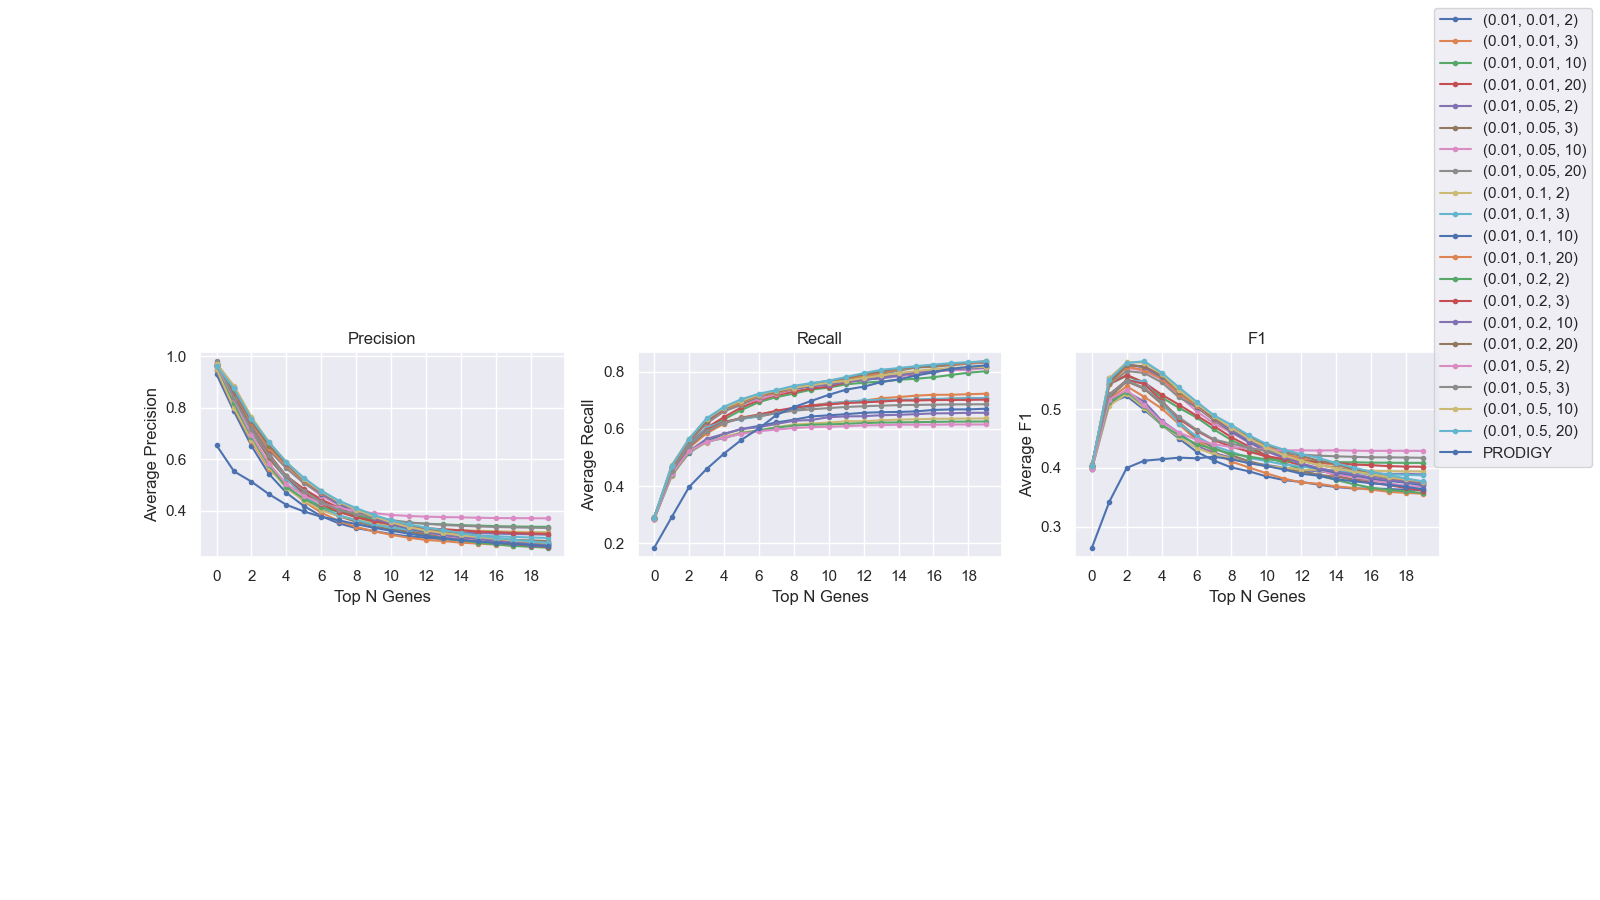 (0.01, 0.01, 2)
(0.01, 0.01, 3)
(0.01, 0.01, 10)
(0.01, 0.01, 20)
(0.01, 0.05, 2)
(0.01, 0.05, 3)
(0.01, 0.05, 10)
(0.01, 0.05, 20)
(0.01, 0.1, 2)
(0.01, 0.1, 3)
(0.01, 0.1, 10)
(0.01, 0.1, 20)
(0.01, 0.2, 2)
(0.01, 0.2, 3)
(0.01, 0.2, 10)
(0.01, 0.2, 20)
(0.01, 0.5, 2)
(0.01, 0.5, 3)
(0.01, 0.5, 10)
(0.01, 0.5, 20)
PRODIGY
Precision
Average Precision
1.0
0.8
0.6
0.4
0 2 4 6 8 10 12 14 16 18
Top N Genes
Recall
Average Recall
0.8
0.6
0.4
0.2
0 2 4 6 8 10 12 14 16 18
Top N Genes
F1
Average F1
0.5
0.4
0.3
0 2 4 6 8 10 12 14 16 18
Top N Genes